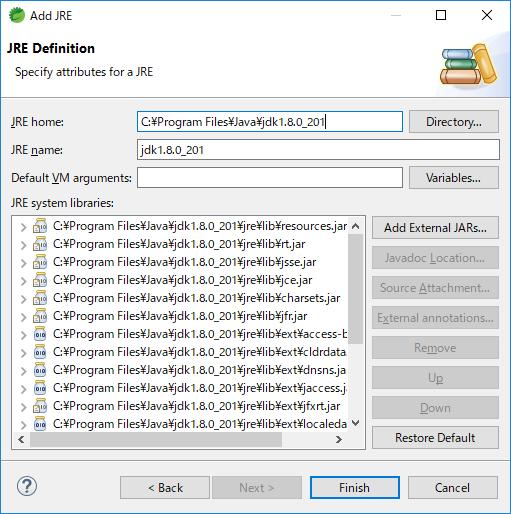 Add JRE
JRE Definition
Specify attributes for a JRE
JRE home: C:¥Program Files¥Java¥jdk1.8.0_201 Directory...
JRE name: jdk1.8.0_201
Default VM arguments: Variables...
JRE system libraries:
C:¥Program Files¥Java¥jdk1.8.0_201¥jre¥lib¥resources.jar
C:¥Program Files¥Java¥jdk1.8.0_201¥jre¥lib¥rt.jar
C:¥Program Files¥Java¥jdk1.8.0_201¥jre¥lib¥jsse.jar
C:¥Program Files¥Java¥jdk1.8.0_201¥jre¥lib¥jce.jar
C:¥Program Files¥Java¥jdk1.8.0_201¥jre¥lib¥charsets.jar
C:¥Program Files¥Java¥jdk1.8.0_201¥jre¥lib¥jfr.jar
C:¥Program Files¥Java¥jdk1.8.0_201¥jre¥lib¥ext¥access-b
C:¥Program Files¥Java¥jdk1.8.0_201¥jre¥lib¥ext¥cldrdata.
C:¥Program Files¥Java¥jdk1.8.0_201¥jre¥lib¥ext¥dnsns.jar
C:¥Program Files¥Java¥jdk1.8.0_201¥jre¥lib¥ext¥jaccess.jar
C:¥Program Files¥Java¥jdk1.8.0_201¥jre¥lib¥ext¥jfxrt.jar
C:¥Program Files¥Java¥jdk1.8.0_201¥jre¥lib¥ext¥localeda
Add External JARs...
Javadoc Location...
Source Attachment...
External annotations...
Remove
Up
Down
Restore Default
? < Back Next > Finish Cancel